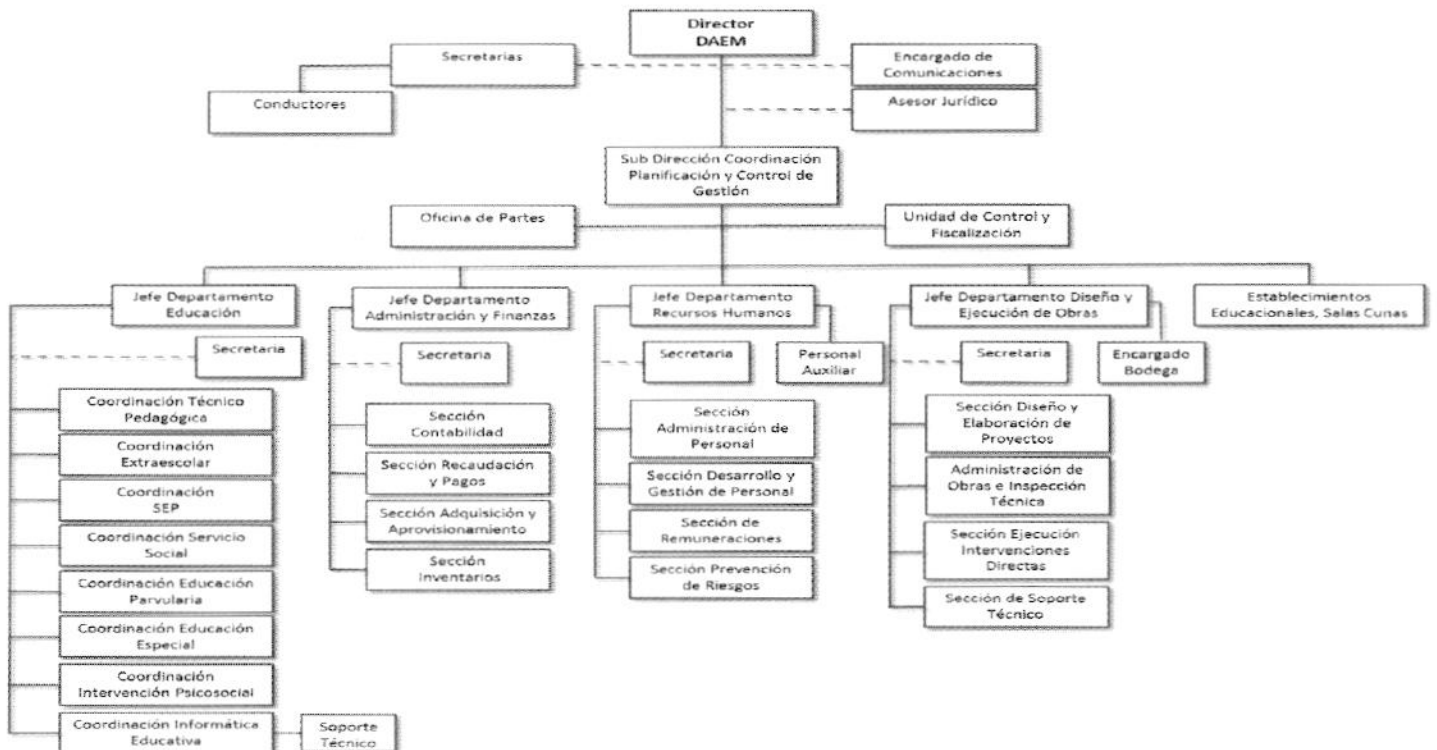 Director
DAEM
Secretarias
Encargado de
Comunicaciones
Conductores
Asesor Jurídico
Sub Dirección Coordinación
Planificación y Control de
Gestión
Oficina de Partes
Unidad de Control y
Fiscalización
Jefe Departamento
Educación
Secretaria
Coordinación Técnico
Pedagógica
Coordinación
Extraescolar
Coordinación
SEP
Coordinación Servicio
Social
Coordinación Educación
Parvularia
Coordinación Educación
Especial
Coordinación
Intervención Psicosocial
Coordinación Informática
Educativa
Soporte
Técnico
Jefe Departamento
Administración y Finanzas
Secretaria
Sección
Contabilidad
Sección Recaudación
y Pagos
Sección Adquisición y
Aprovisionamiento
Sección
Inventarios
Jefe Departamento
Recursos Humanos
Secretaria
Personal
Auxiliar
Sección
Administración de
Personal
Sección Desarrollo y
Gestión de Personal
Sección de
Remuneraciones
Sección Prevención
de Riesgos
Jefe Departamento Diseño y
Ejecución de Obras
Secretaria
Encargado
Bodega
Sección Diseño y
Elaboración de
Proyectos
Administración de
Obras e Inspección
Técnica
Sección Ejecución
Intervenciones
Directas
Sección de Soporte
Técnico
Establecimientos
Educacionales, Salas Cunas